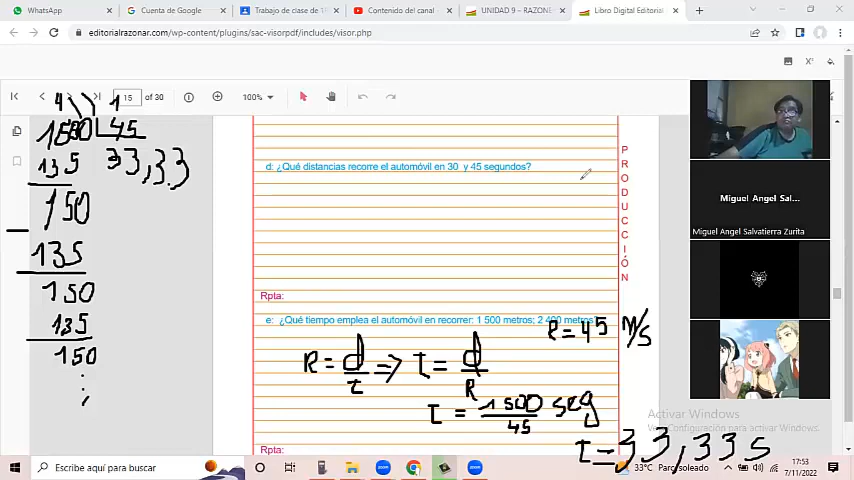 WhatsApp
Cuenta de Google
Trabajo de clase de 1
Contenido del canal
UNIDAD 9 – RAZONE
Libro Digital Editorial
editorialrazonar.com/wp-content/plugins/sac-visorpdf/includes/visor.php
15 de 30
100%
d: ¿Qué distancias recorre el automóvil en 30 y 45 segundos?
PRODUCCIÓN
Rpta:
e: ¿Qué tiempo emplea el automóvil en recorrer: 1 500 metros; 2 400 metros?
R = 45 M/S
R = d/t => t = d/R
t = 1500/45 seg
t = 33,33 s
Rpta:
4 1
1500 45
135 33,33
150
135
150
135
150
Miguel Angel Sal...
Miguel Angel Salvatierra Zurita
Activar Windows
Ve a Configuración para activar Windows.
Escribe aquí para buscar
33°C Parc. soleado
17:53
7/11/2022